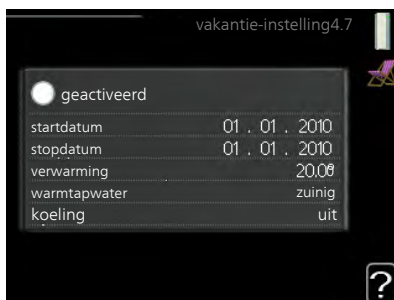 vakantie-instelling4.7
geactiveerd
startdatum 01 . 01 . 2010
stopdatum 01 . 01 . 2010
verwarming 20.0°
warmtapwater zuinig
koeling uit
?